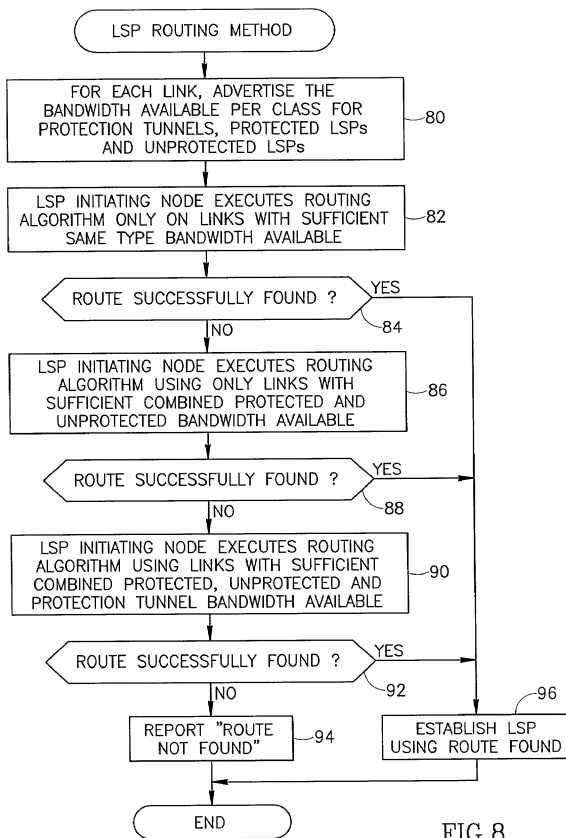 LSP ROUTING METHOD
FOR EACH LINK, ADVERTISE THE
BANDWIDTH AVAILABLE PER CLASS FOR
PROTECTION TUNNELS, PROTECTED LSPs
AND UNPROTECTED LSPs
80
LSP INITIATING NODE EXECUTES ROUTING
ALGORITHM ONLY ON LINKS WITH SUFFICIENT
SAME TYPE BANDWIDTH AVAILABLE
82
ROUTE SUCCESSFULLY FOUND ?
YES
84
NO
LSP INITIATING NODE EXECUTES ROUTING
ALGORITHM USING ONLY LINKS WITH
SUFFICIENT COMBINED PROTECTED AND
UNPROTECTED BANDWIDTH AVAILABLE
86
ROUTE SUCCESSFULLY FOUND ?
YES
88
NO
LSP INITIATING NODE EXECUTES ROUTING
ALGORITHM USING LINKS WITH SUFFICIENT
COMBINED PROTECTED, UNPROTECTED AND
PROTECTION TUNNEL BANDWIDTH AVAILABLE
90
ROUTE SUCCESSFULLY FOUND ?
YES
92
NO
REPORT "ROUTE
NOT FOUND"
94
96
ESTABLISH LSP
USING ROUTE FOUND
END
FIG.8